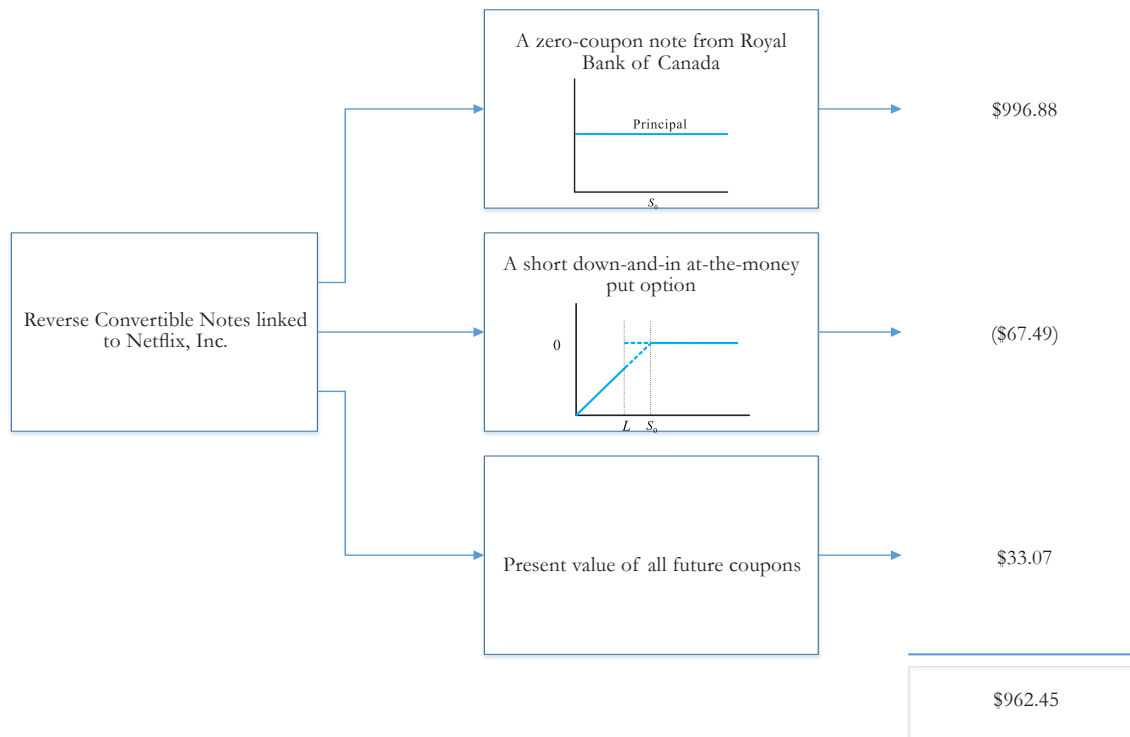 A zero-coupon note from Royal
Bank of Canada
Principal
S₀
$996.88
Reverse Convertible Notes linked
to Netflix, Inc.
A short down-and-in at-the-money
put option
0
L S₀
($67.49)
Present value of all future coupons
$33.07
$962.45